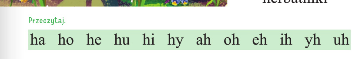 Przeczytaj.
ha ho he hu hi hy ah oh eh ih yh uh